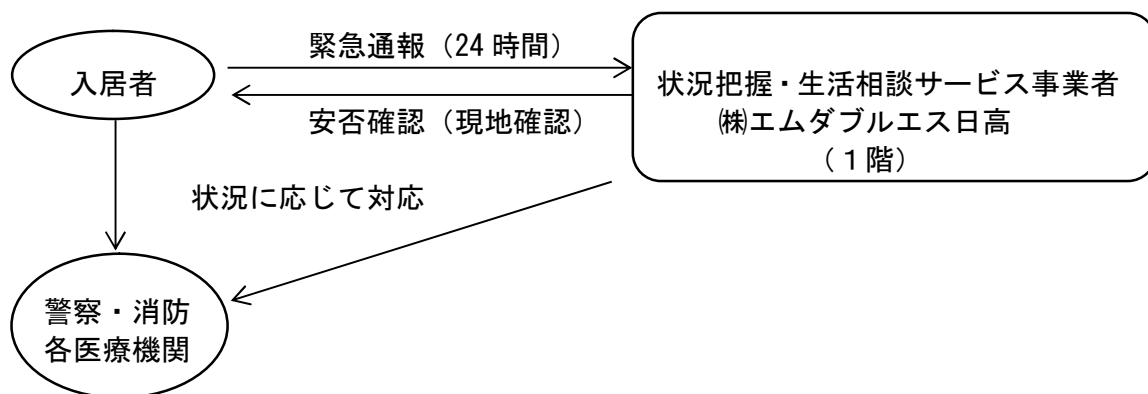 緊急通報（24時間）
入居者
状況把握・生活相談サービス事業者
㈱エムダブルエス日高
（１階）
安否確認（現地確認）
状況に応じて対応
警察・消防
各医療機関